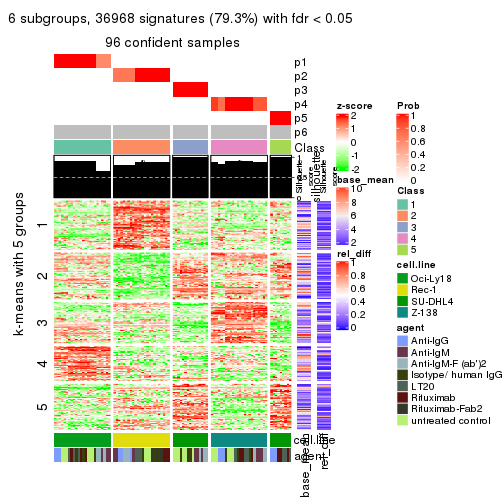 6 subgroups, 36968 signatures (79.3%) with fdr < 0.05
96 confident samples
p1
p2
p3
p4
p5
p6
Class
silhouette
1
2
3
4
5
k-means with 5 groups
cell.line
agent
base_mean
rel_diff
z-score
2
1
0
-1
-2
base_mean
10
8
6
4
2
rel_diff
1
0.8
0.6
0.4
0.2
0
Prob
1
0.8
0.6
0.4
0.2
0
Class
1
2
3
4
5
cell.line
Oci-Ly18
Rec-1
SU-DHL4
Z-138
agent
Anti-IgG
Anti-IgM
Anti-IgM-F (ab')2
Isotype/ human IgG
LT20
Rituximab
Rituximab-Fab2
untreated control